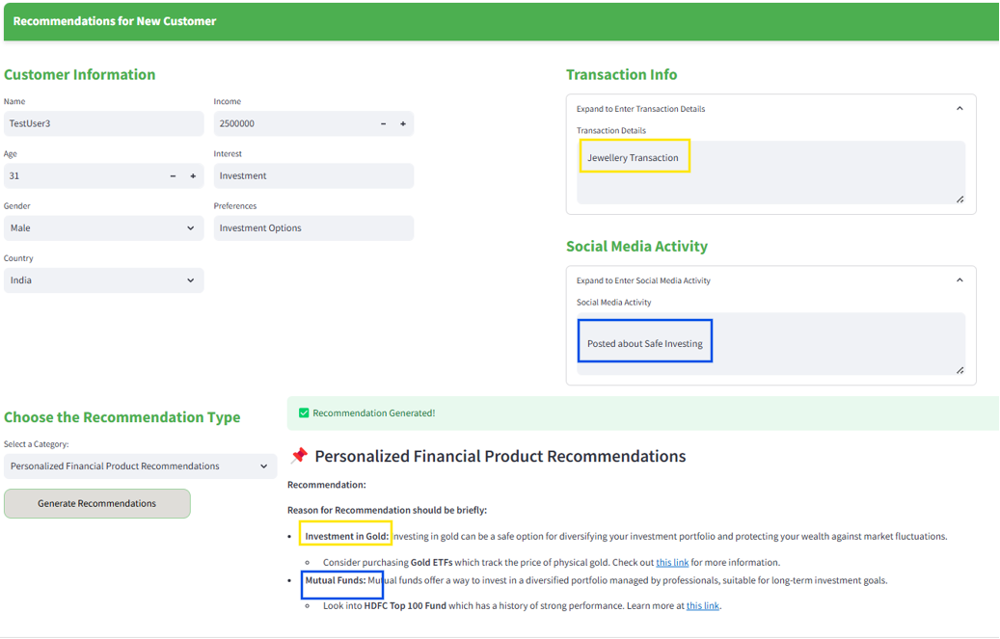 Recommendations for New Customer
Customer Information
Name
TestUser3
Income
2500000
Age
31
Interest
Investment
Gender
Male
Preferences
Investment Options
Country
India
Transaction Info
Expand to Enter Transaction Details
Transaction Details
Jewellery Transaction
Social Media Activity
Expand to Enter Social Media Activity
Social Media Activity
Posted about Safe Investing
Choose the Recommendation Type
Select a Category:
Personalized Financial Product Recommendations
Generate Recommendations
Recommendation Generated!
Personalized Financial Product Recommendations
Recommendation:
Reason for Recommendation should be briefly:
Investment in Gold: Investing in gold can be a safe option for diversifying your investment portfolio and protecting your wealth against market fluctuations.
Consider purchasing Gold ETFs which track the price of physical gold. Check out this link for more information.
Mutual Funds: Mutual funds offer a way to invest in a diversified portfolio managed by professionals, suitable for long-term investment goals.
Look into HDFC Top 100 Fund which has a history of strong performance. Learn more at this link.